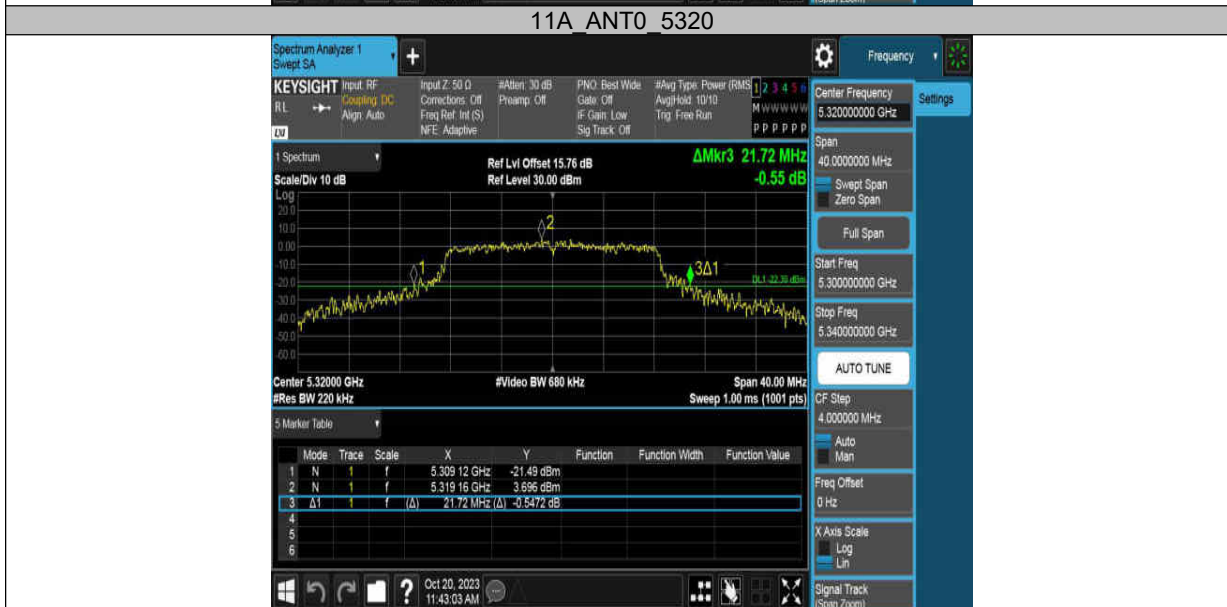 11A_ANT0_5320
Spectrum Analyzer 1
Swept SA
+
Frequency
KEYSIGHT
RL
LXI
Input: RF
Coupling: DC
Align: Auto
Input Z: 50 Ω
Corrections: Off
Freq Ref: Int (S)
NFE: Adaptive
#Atten: 30 dB
Preamp: Off
PNO: Best Wide
Gate: Off
IF Gain: Low
Sig Track: Off
#Avg Type: Power (RMS
Avg|Hold: 10/10
Trig: Free Run
1 2 3 4 5 6
M W W W W W
P P P P P P
Center Frequency
5.320000000 GHz
Settings
Span
40.0000000 MHz
Swept Span
Zero Span
Full Span
Start Freq
5.300000000 GHz
Stop Freq
5.340000000 GHz
AUTO TUNE
CF Step
4.000000 MHz
Auto
Man
Freq Offset
0 Hz
X Axis Scale
Log
Lin
Signal Track
(Span Zoom)
1 Spectrum
Scale/Div 10 dB
Ref Lvl Offset 15.76 dB
Ref Level 30.00 dBm
ΔMkr3 21.72 MHz
-0.55 dB
Log
20.0
10.0
0.00
-10.0
-20.0
-30.0
-40.0
-50.0
-60.0
1
2
3Δ1
Center 5.32000 GHz
#Res BW 220 kHz
#Video BW 680 kHz
Span 40.00 MHz
Sweep 1.00 ms (1001 pts)
5 Marker Table
Mode Trace Scale X Y Function Function Width Function Value
1 N 1 f 5.309 12 GHz -21.49 dBm
2 N 1 f 5.319 16 GHz 3.696 dBm
3 Δ1 1 f (Δ) 21.72 MHz (Δ) -0.5472 dB
4
5
6
?
Oct 20, 2023
11:43:03 AM